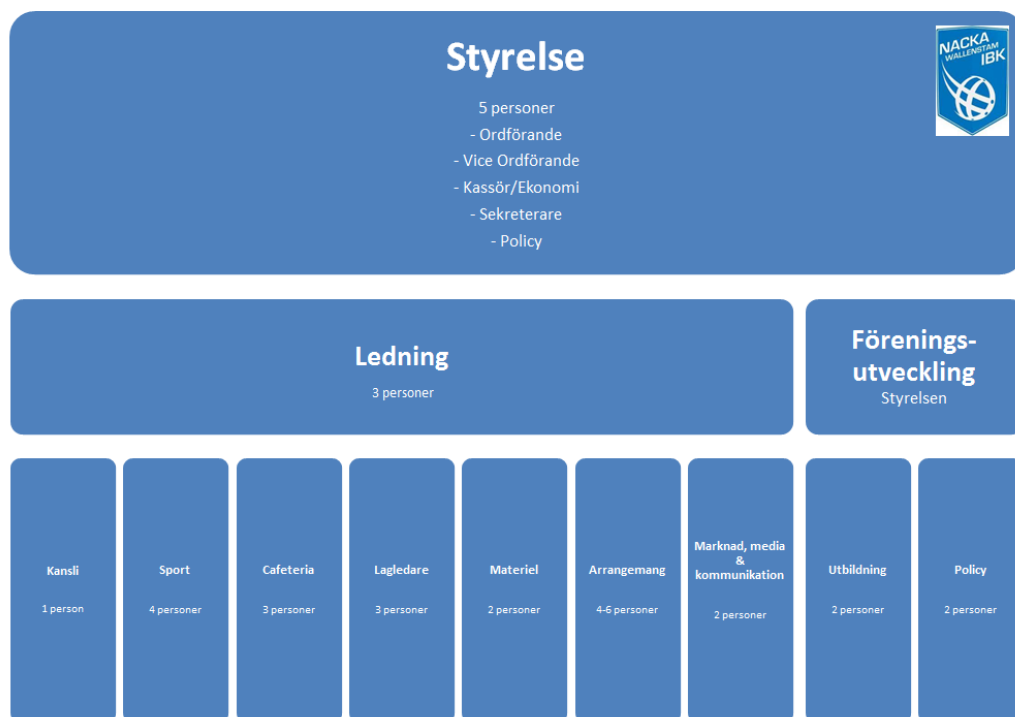 Styrelse
NACKA
WALLENSTAM
IBK
5 personer
- Ordförande
- Vice Ordförande
- Kassör/Ekonomi
- Sekreterare
- Policy
Ledning
3 personer
Förenings-
utveckling
Styrelsen
Kansli
1 person
Sport
4 personer
Cafeteria
3 personer
Lagledare
3 personer
Materiel
2 personer
Arrangemang
4-6 personer
Marknad, media
&
kommunikation
2 personer
Utbildning
2 personer
Policy
2 personer